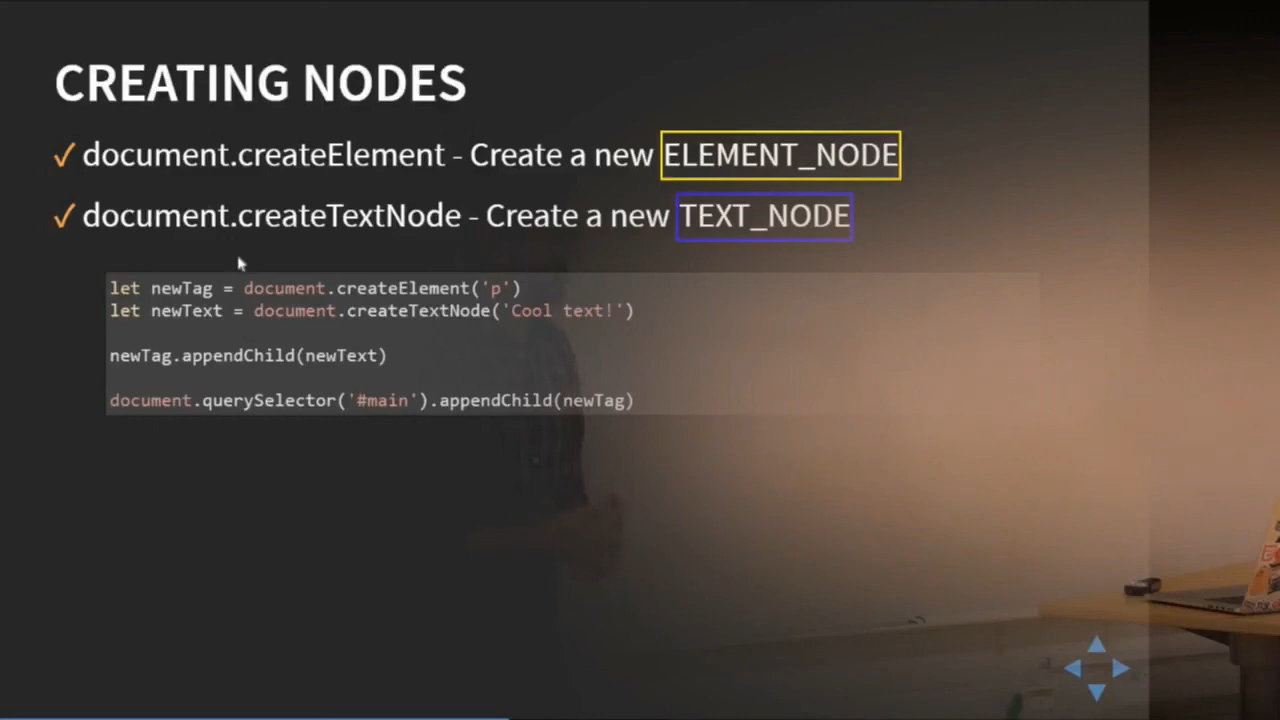 CREATING NODES
✓ document.createElement - Create a new ELEMENT_NODE
✓ document.createTextNode - Create a new TEXT_NODE
let newTag = document.createElement('p')
let newText = document.createTextNode('Cool text!')
newTag.appendChild(newText)
document.querySelector('#main').appendChild(newTag)